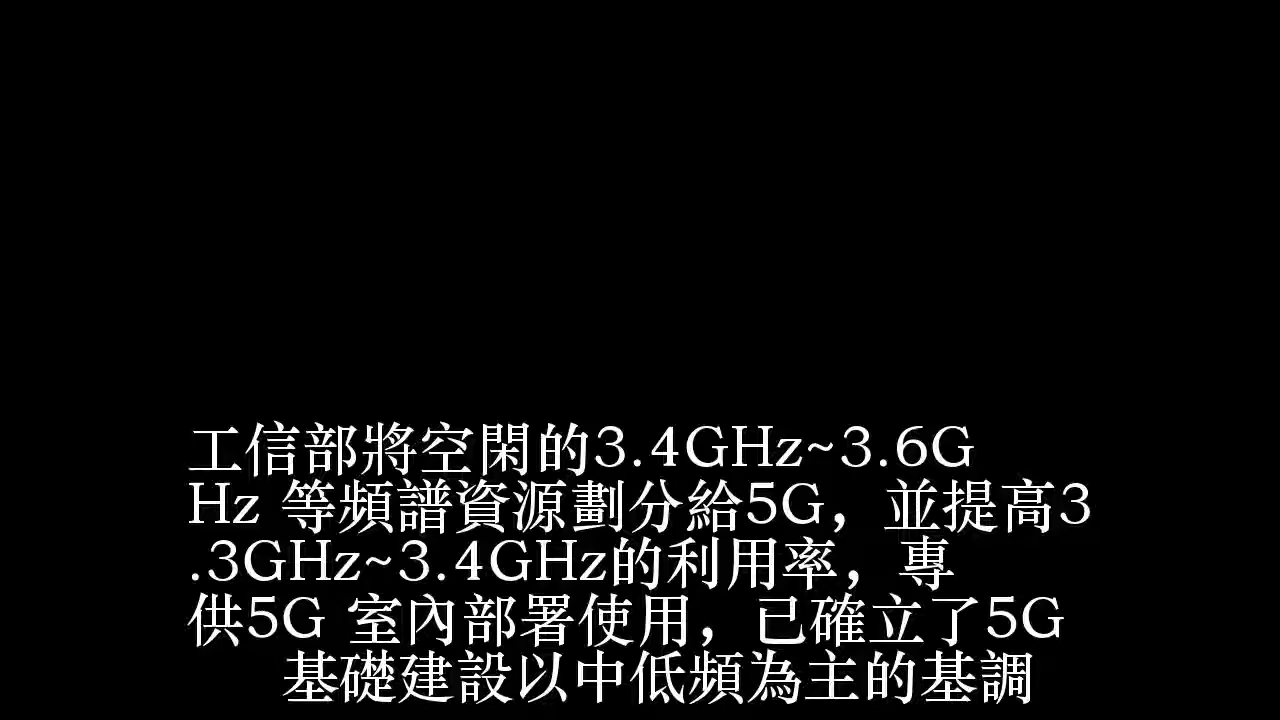 工信部將空閑的3.4GHz~3.6G
Hz 等頻譜資源劃分給5G，並提高3
.3GHz~3.4GHz的利用率，專
供5G 室內部署使用，已確立了5G
基礎建設以中低頻為主的基調